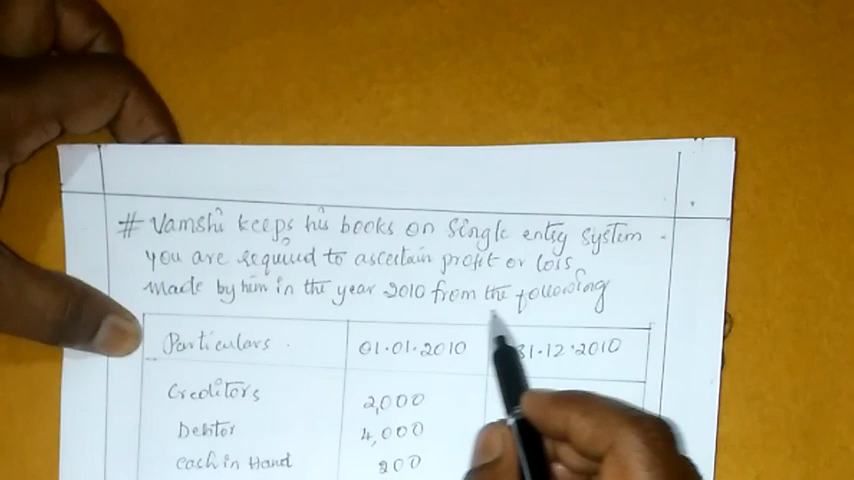 # Vamshi keeps his books on Single entry system.
you are required to ascertain profit or loss
made by him in the year 2010 from the following
Particulars. 01.01.2010 31.12.2010
Creditors 2,000
Debtor 4,000
Cash in Hand 200